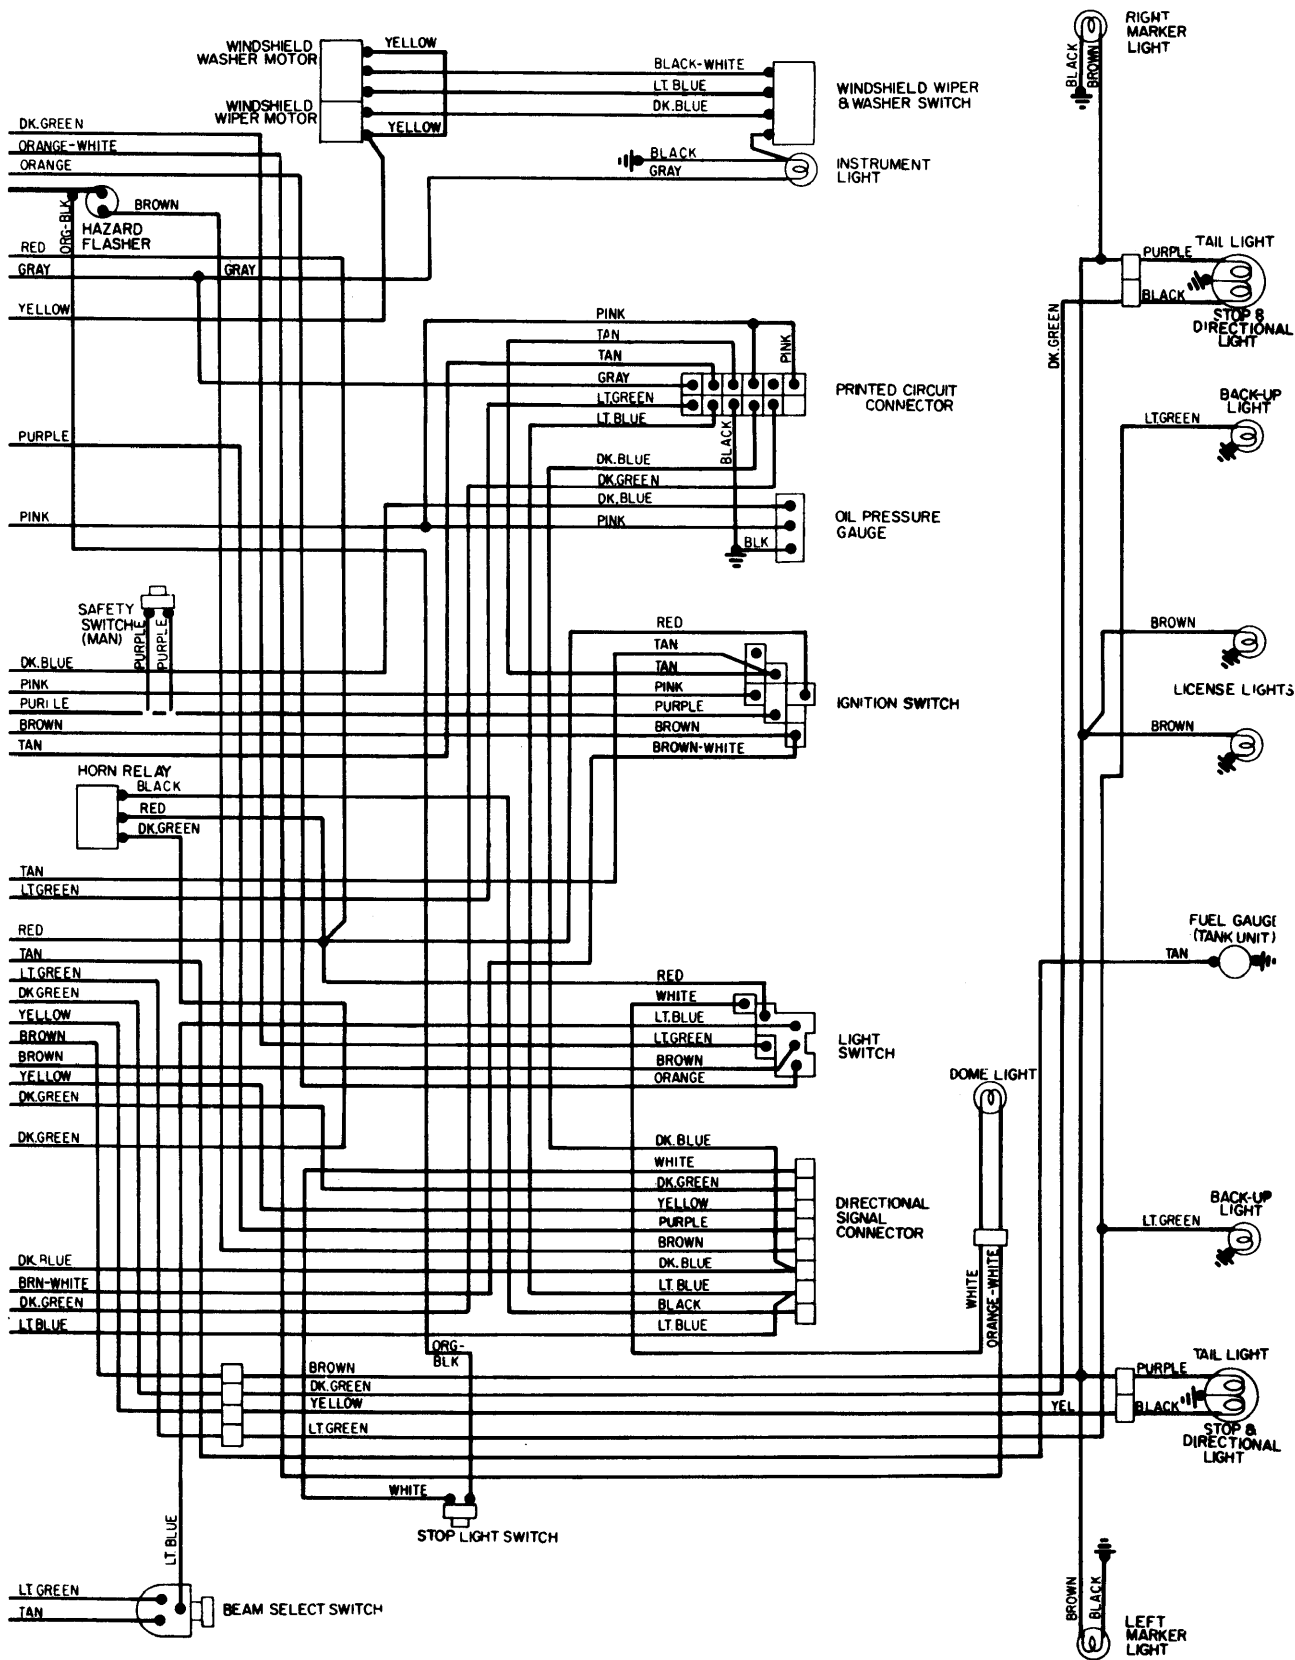 RIGHT
MARKER
LIGHT
BLACK
BROWN
WINDSHIELD
WASHER MOTOR
YELLOW
BLACK-WHITE
LT. BLUE
DK. BLUE
WINDSHIELD WIPER
& WASHER SWITCH
WINDSHIELD
WIPER MOTOR
YELLOW
DK. GREEN
ORANGE-WHITE
ORANGE
BLACK
GRAY
INSTRUMENT
LIGHT
ORG-BLK
BROWN
HAZARD
FLASHER
RED
GRAY
GRAY
YELLOW
TAIL LIGHT
PURPLE
BLACK
STOP &
DIRECTIONAL
LIGHT
DK. GREEN
PINK
TAN
PINK
TAN
GRAY
LT.GREEN
LT. BLUE
BLACK
PRINTED CIRCUIT
CONNECTOR
BACK-UP
LIGHT
LT.GREEN
PURPLE
DK. BLUE
DK.GREEN
DK. BLUE
PINK
BLK
OIL PRESSURE
GAUGE
PINK
SAFETY
SWITCH
(MAN)
PURPLE
PURPLE
RED
TAN
TAN
PINK
PURPLE
BROWN
BROWN-WHITE
IGNITION SWITCH
BROWN
LICENSE LIGHTS
BROWN
DK. BLUE
PINK
BROWN
TAN
HORN RELAY
BLACK
RED
DK.GREEN
TAN
LT.GREEN
RED
TAN
LT. GREEN
DK GREEN
YELLOW
BROWN
BROWN
YELLOW
DK.GREEN
DK.GREEN
FUEL GAUGE
(TANK UNIT)
TAN
RED
WHITE
LT. BLUE
LT.GREEN
BROWN
ORANGE
LIGHT
SWITCH
DOME LIGHT
DK. BLUE
WHITE
DK.GREEN
YELLOW
PURPLE
BROWN
DK. BLUE
LT. BLUE
BLACK
LT. BLUE
DIRECTIONAL
SIGNAL
CONNECTOR
BACK-UP
LIGHT
LT.GREEN
WHITE
ORANGE-WHITE
DK. BLUE
BRN-WHITE
DK.GREEN
LT.BLUE
ORG-
BLK
BROWN
DK.GREEN
YELLOW
LT. GREEN
TAIL LIGHT
PURPLE
YEL
BLACK
STOP &
DIRECTIONAL
LIGHT
WHITE
STOP LIGHT SWITCH
LT. BLUE
LT. GREEN
TAN
BEAM SELECT SWITCH
BROWN
BLACK
LEFT
MARKER
LIGHT